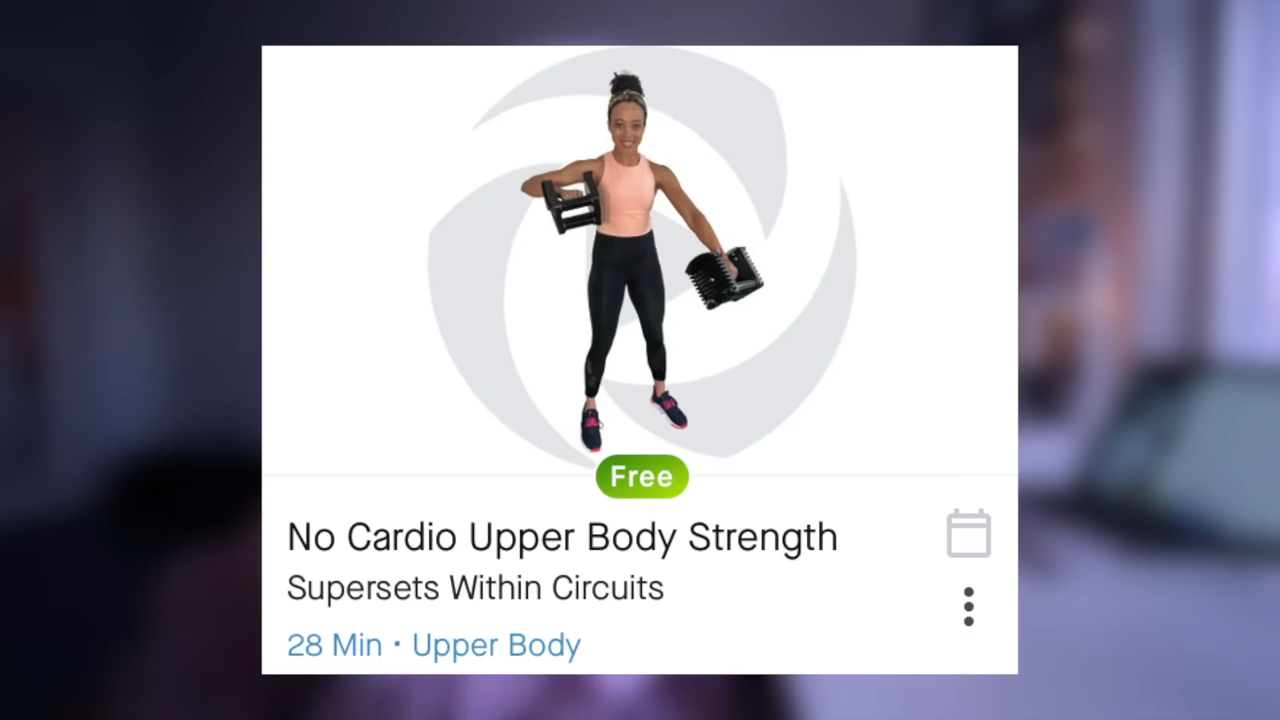 Free
No Cardio Upper Body Strength
Supersets Within Circuits
28 Min • Upper Body